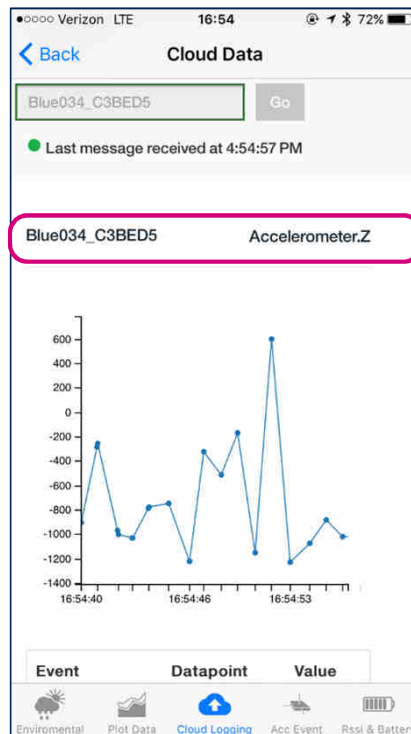 Verizon LTE 16:54 72%
Back Cloud Data
Blue034_C3BED5 Go
Last message received at 4:54:57 PM
Blue034_C3BED5 Accelerometer.Z
600
400
200
0
-200
-400
-600
-800
-1000
-1200
-1400
16:54:40 16:54:46 16:54:53
Event Datapoint Value
Enviromental Plot Data Cloud Logging Acc Event Rssi & Batter